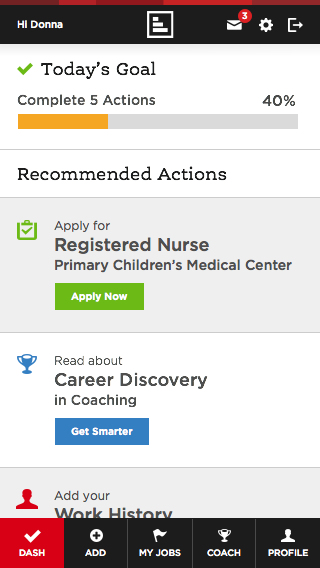 Hi Donna
3
Today's Goal
Complete 5 Actions 40%
Recommended Actions
Apply for
Registered Nurse
Primary Children's Medical Center
Apply Now
Read about
Career Discovery
in Coaching
Get Smarter
Add your
Work History
DASH ADD MY JOBS COACH PROFILE